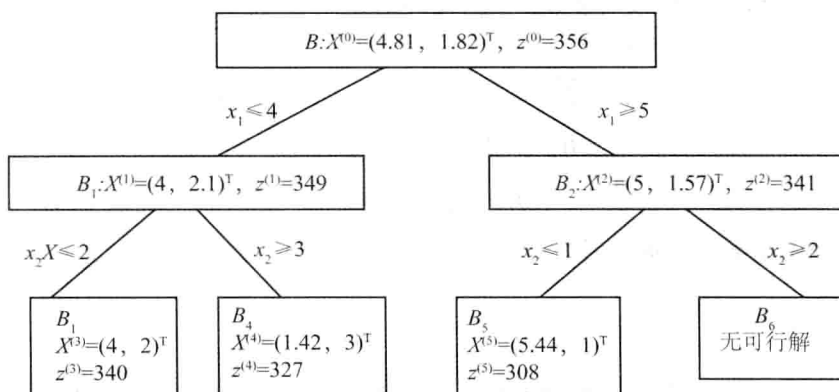 B:X⁽⁰⁾=(4.81, 1.82)ᵀ, z⁽⁰⁾=356
x₁≤4
x₁≥5
B₁:X⁽¹⁾=(4, 2.1)ᵀ, z⁽¹⁾=349
B₂:X⁽²⁾=(5, 1.57)ᵀ, z⁽²⁾=341
x₂X≤2
x₂≥3
x₂≤1
x₂≥2
B₁
X⁽³⁾=(4, 2)ᵀ
z⁽³⁾=340
B₄
X⁽⁴⁾=(1.42, 3)ᵀ
z⁽⁴⁾=327
B₅
X⁽⁵⁾=(5.44, 1)ᵀ
z⁽⁵⁾=308
B₆
无可行解